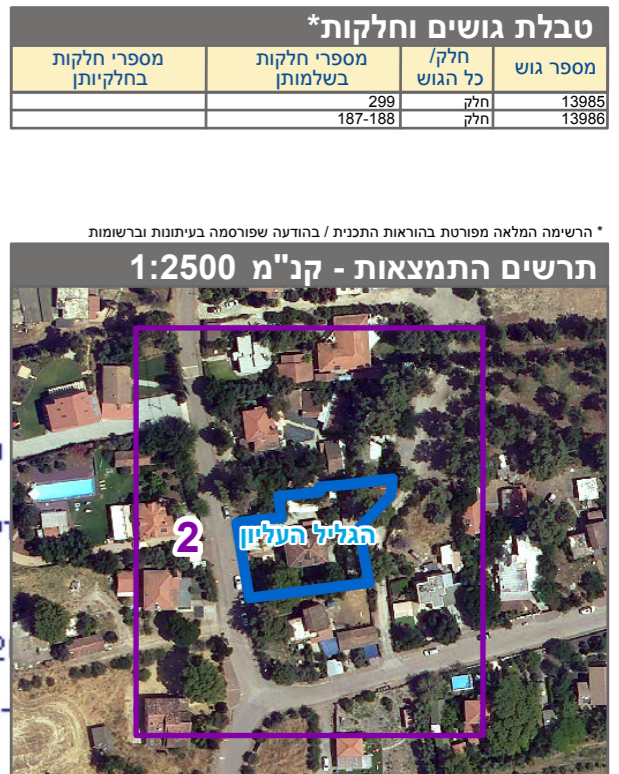 טבלת גושים וחלקות*
מספר גוש חלק/ כל הגוש מספרי חלקות בשלמותן מספרי חלקות בחלקיותן
13985 חלק 299
13986 חלק 187-188
* הרשימה המלאה מפורטת בהוראות התכנית / בהודעה שפורסמה בעיתונות וברשומות
תרשים התמצאות - קנ"מ 1:2500
2
הגליל העליון